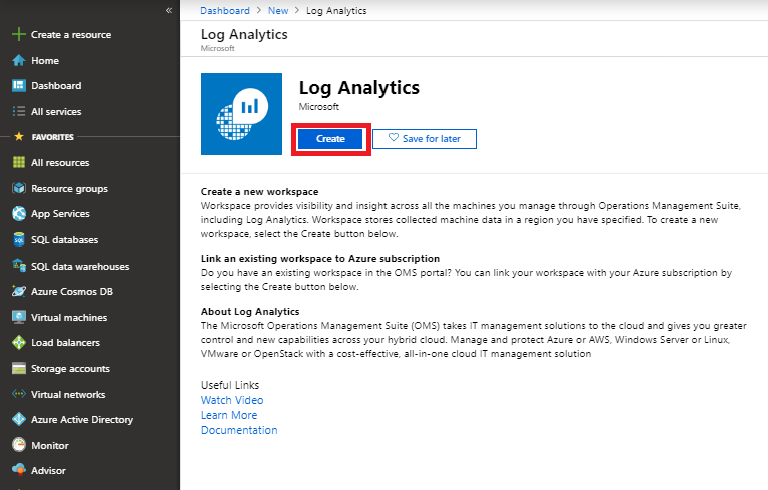 «
Create a resource
Home
Dashboard
All services
FAVORITES
All resources
Resource groups
App Services
SQL databases
SQL data warehouses
Azure Cosmos DB
Virtual machines
Load balancers
Storage accounts
Virtual networks
Azure Active Directory
Monitor
Advisor
Dashboard > New > Log Analytics
Log Analytics
Microsoft
Log Analytics
Microsoft
Create
Save for later
Create a new workspace
Workspace provides visibility and insight across all the machines you manage through Operations Management Suite,
including Log Analytics. Workspace stores collected machine data in a region you have specified. To create a new
workspace, select the Create button below.
Link an existing workspace to Azure subscription
Do you have an existing workspace in the OMS portal? You can link your workspace with your Azure subscription by
selecting the Create button below.
About Log Analytics
The Microsoft Operations Management Suite (OMS) takes IT management solutions to the cloud and gives you greater
control and new capabilities across your hybrid cloud. Manage and protect Azure or AWS, Windows Server or Linux,
VMware or OpenStack with a cost-effective, all-in-one cloud IT management solution
Useful Links
Watch Video
Learn More
Documentation